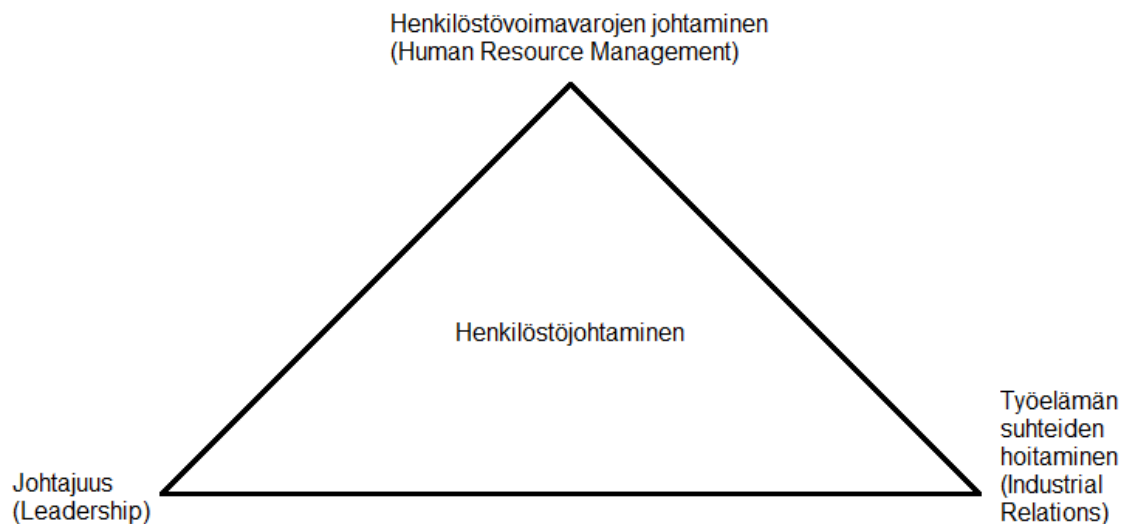 Henkilöstövoimavarojen johtaminen
(Human Resource Management)
Henkilöstöjohtaminen
Johtajuus
(Leadership)
Työelämän
suhteiden
hoitaminen
(Industrial
Relations)